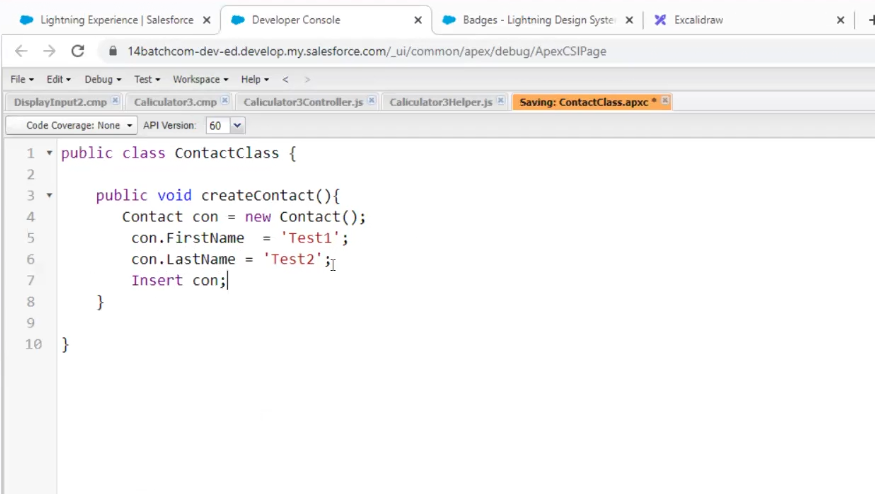 Lightning Experience | Salesforce
Developer Console
Badges - Lightning Design Syste
Excalidraw
14batchcom-dev-ed.develop.my.salesforce.com/_ui/common/apex/debug/ApexCSIPage
File Edit Debug Test Workspace Help < >
DisplayInput2.cmp Caliculator3.cmp Caliculator3Controller.js Caliculator3Helper.js Saving: ContactClass.apxc *
Code Coverage: None API Version: 60
1 public class ContactClass {
2
3 public void createContact(){
4 Contact con = new Contact();
5 con.FirstName = 'Test1';
6 con.LastName = 'Test2';
7 Insert con;
8 }
9
10 }